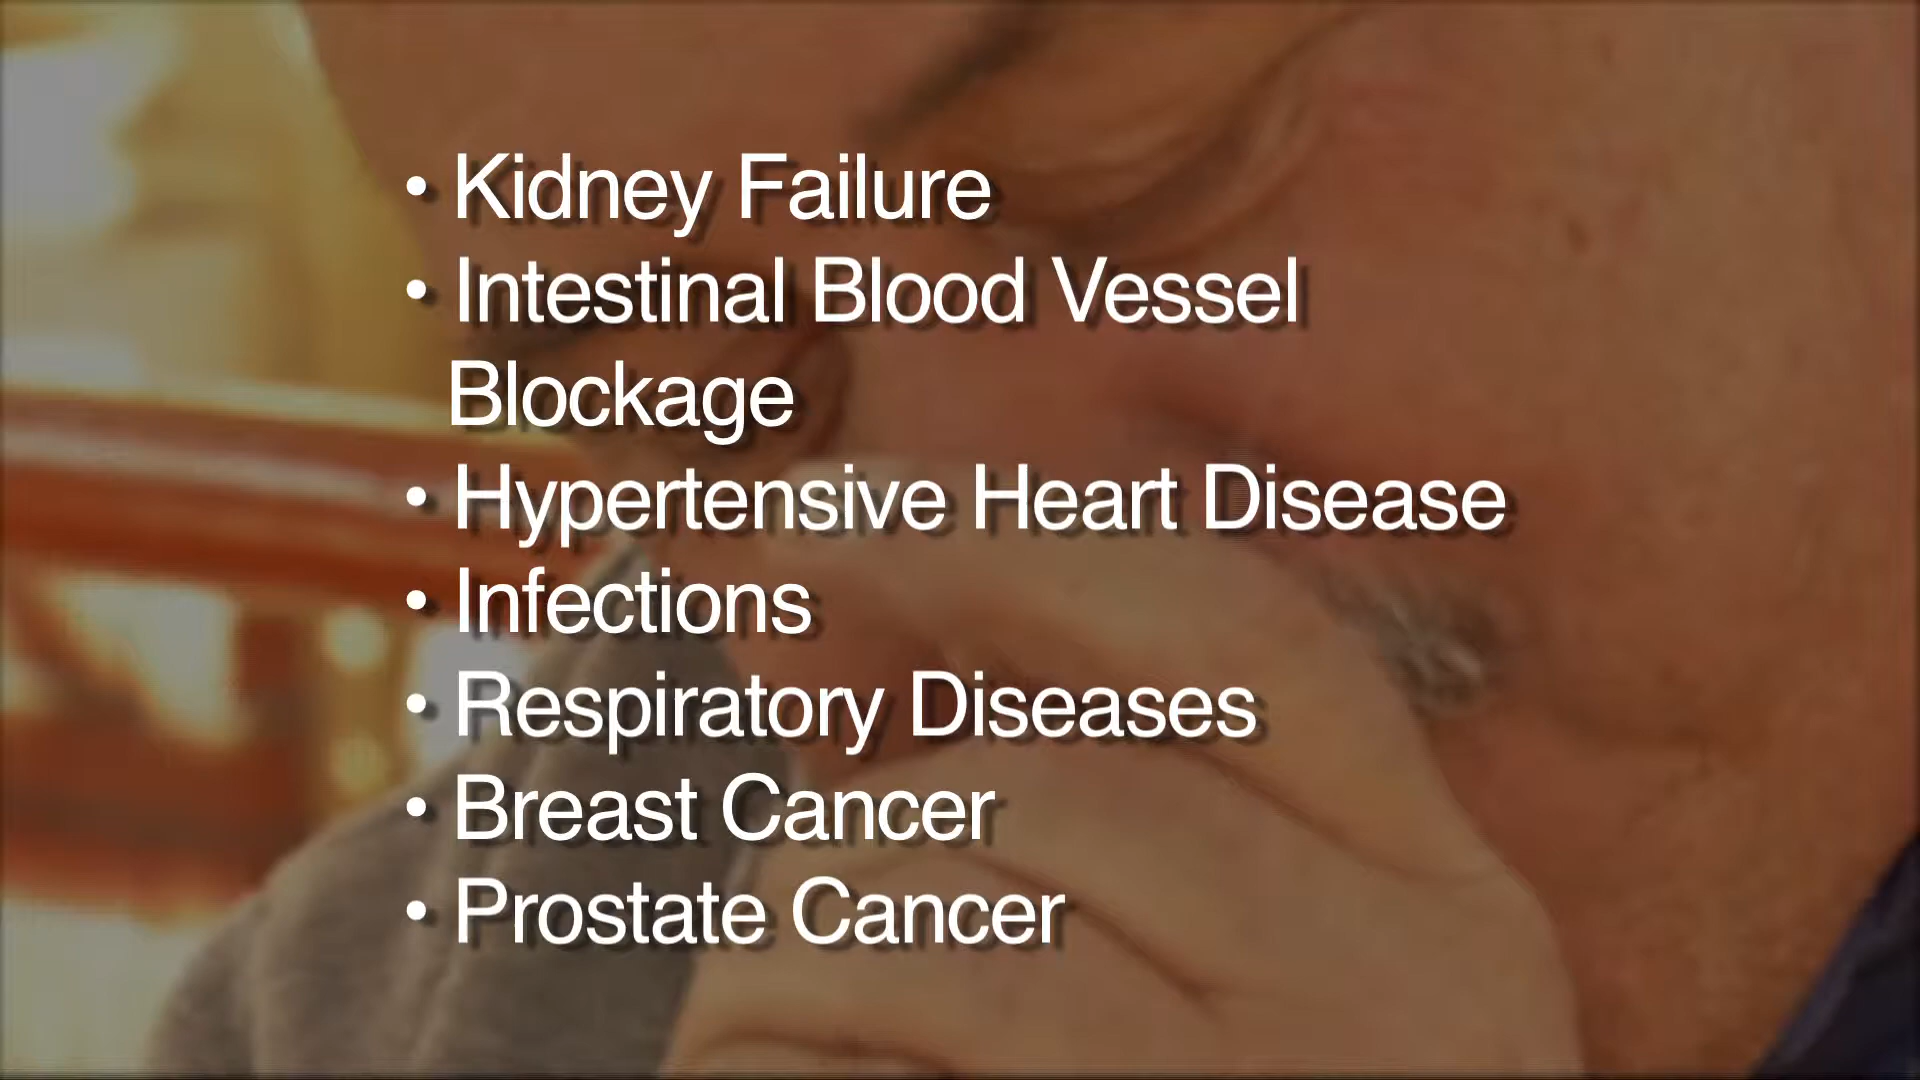 • Kidney Failure
• Intestinal Blood Vessel
Blockage
• Hypertensive Heart Disease
• Infections
• Respiratory Diseases
• Breast Cancer
• Prostate Cancer